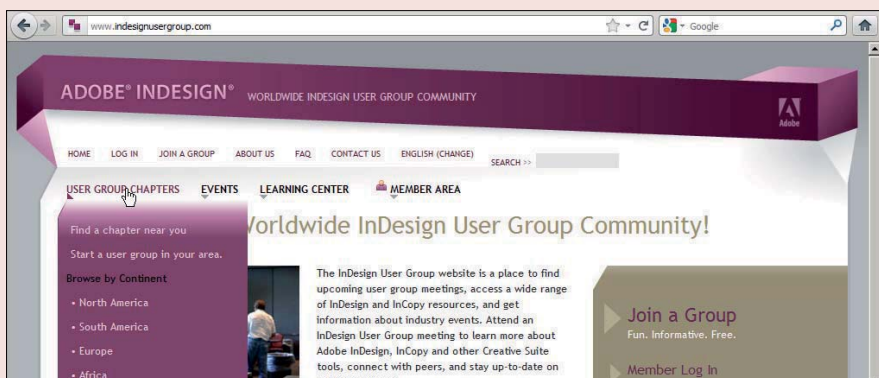 www.indesignusergroup.com
Google
ADOBE® INDESIGN® WORLDWIDE INDESIGN USER GROUP COMMUNITY
Adobe
HOME LOG IN JOIN A GROUP ABOUT US FAQ CONTACT US ENGLISH (CHANGE) SEARCH >>
USER GROUP CHAPTERS EVENTS LEARNING CENTER MEMBER AREA
Worldwide InDesign User Group Community!
Find a chapter near you
Start a user group in your area.
Browse by Continent
• North America
• South America
• Europe
• Africa
The InDesign User Group website is a place to find
upcoming user group meetings, access a wide range
of InDesign and InCopy resources, and get
information about industry events. Attend an
InDesign User Group meeting to learn more about
Adobe InDesign, InCopy and other Creative Suite
tools, connect with peers, and stay up-to-date on
Join a Group
Fun. Informative. Free.
Member Log In